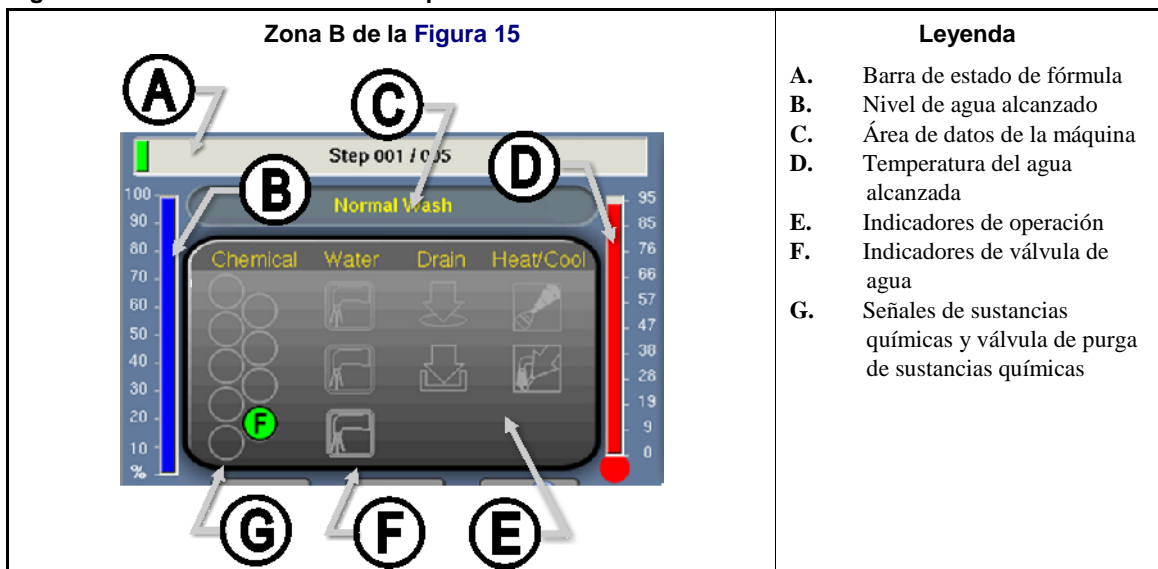 Zona B de la Figura 15
A
C
Step 001 / 005
B
D
Normal Wash
100
90
80
70
60
50
40
30
20
10
%
95
85
76
66
57
47
38
28
19
9
0
Chemical Water Drain Heat/Cool
F
G
F
E
Leyenda
A. Barra de estado de fórmula
B. Nivel de agua alcanzado
C. Área de datos de la máquina
D. Temperatura del agua
alcanzada
E. Indicadores de operación
F. Indicadores de válvula de
agua
G. Señales de sustancias
químicas y válvula de purga
de sustancias químicas